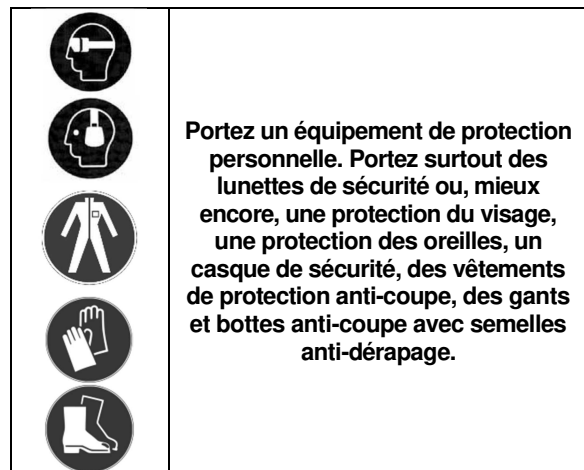 Portez un équipement de protection
personnelle. Portez surtout des
lunettes de sécurité ou, mieux
encore, une protection du visage,
une protection des oreilles, un
casque de sécurité, des vêtements
de protection anti-coupe, des gants
et bottes anti-coupe avec semelles
anti-dérapage.